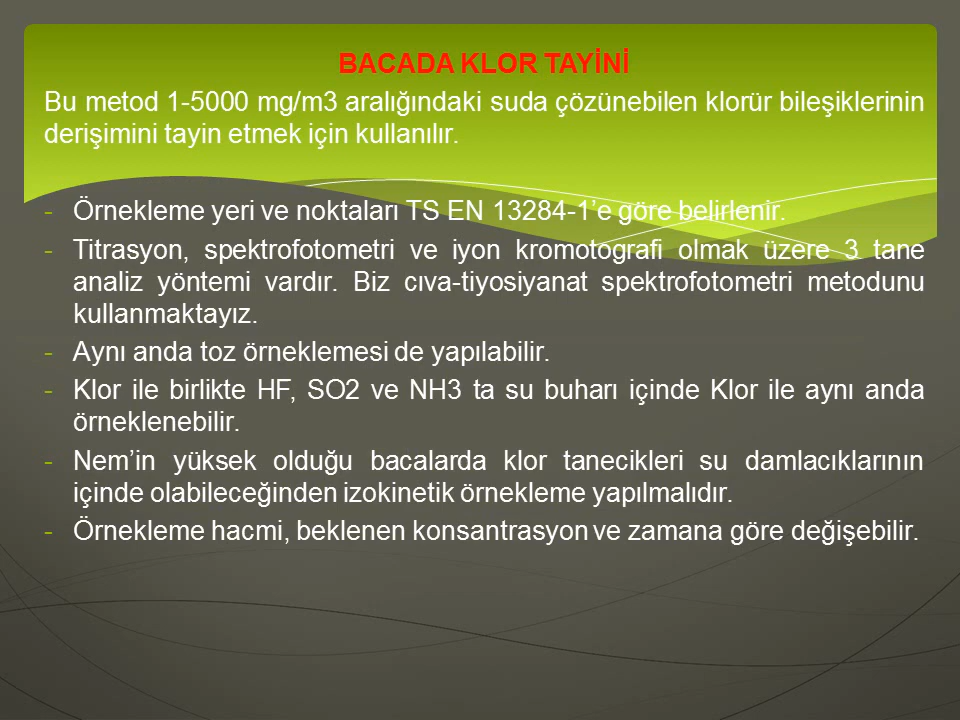 BACADA KLOR TAYİNİ
Bu metod 1-5000 mg/m3 aralığındaki suda çözünebilen klorür bileşiklerinin
derişimini tayin etmek için kullanılır.
- Örnekleme yeri ve noktaları TS EN 13284-1’e göre belirlenir.
- Titrasyon, spektrofotometri ve iyon kromotografi olmak üzere 3 tane
analiz yöntemi vardır. Biz cıva-tiyosiyanat spektrofotometri metodunu
kullanmaktayız.
- Aynı anda toz örneklemesi de yapılabilir.
- Klor ile birlikte HF, SO2 ve NH3 ta su buharı içinde Klor ile aynı anda
örneklenebilir.
- Nem’in yüksek olduğu bacalarda klor tanecikleri su damlacıklarının
içinde olabileceğinden izokinetik örnekleme yapılmalıdır.
- Örnekleme hacmi, beklenen konsantrasyon ve zamana göre değişebilir.